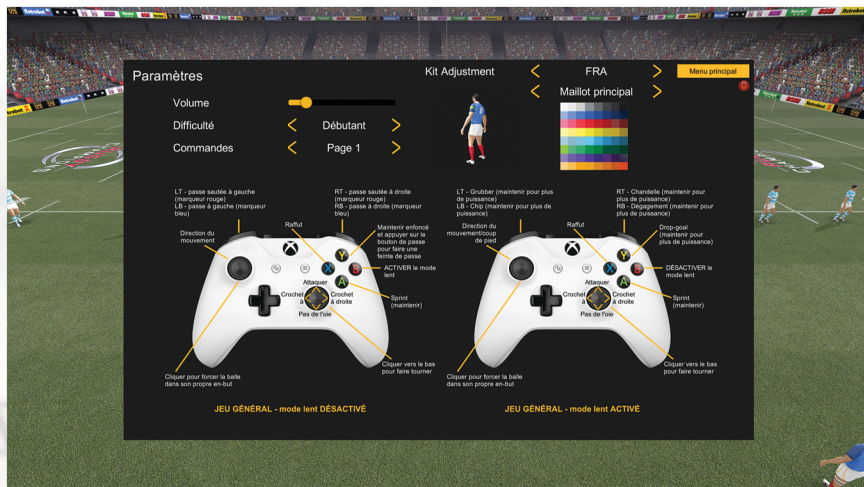 Paramètres
Kit Adjustment
FRA
Menu principal
Maillot principal
Volume
Difficulté
Débutant
Commandes
Page 1
LT - passe sautée à gauche
(marqueur rouge)
LB - passe à gauche (marqueur
bleu)
RT - passe sautée à droite
(marqueur rouge)
RB - passe à droite (marqueur
bleu)
Raffut
Direction du
mouvement
Maintenir enfoncé
et appuyer sur le
bouton de passe
pour faire une
feinte de passe
ACTIVER le mode
lent
Y
X
B
A
Attaquer
Crochet
à
Crochet
à droite
Pas de l'oie
Sprint
(maintenir)
Cliquer vers le bas
pour faire tourner
Cliquer pour forcer la balle
dans son propre en-but
JEU GÉNÉRAL - mode lent DÉSACTIVÉ
LT - Grubber (maintenir pour plus
de puissance)
LB - Chip (maintenir pour plus de
puissance)
RT - Chandelle (maintenir pour
plus de puissance)
RB - Dégagement (maintenir pour
plus de puissance)
Raffut
Direction du
mouvement/coup
de pied
Drop-goal
(maintenir pour
plus de puissance)
DÉSACTIVER le
mode lent
Y
X
B
A
Attaquer
Crochet
à
Crochet
à droite
Pas de l'oie
Sprint
(maintenir)
Cliquer vers le bas
pour faire tourner
Cliquer pour forcer la balle
dans son propre en-but
JEU GÉNÉRAL - mode lent ACTIVÉ